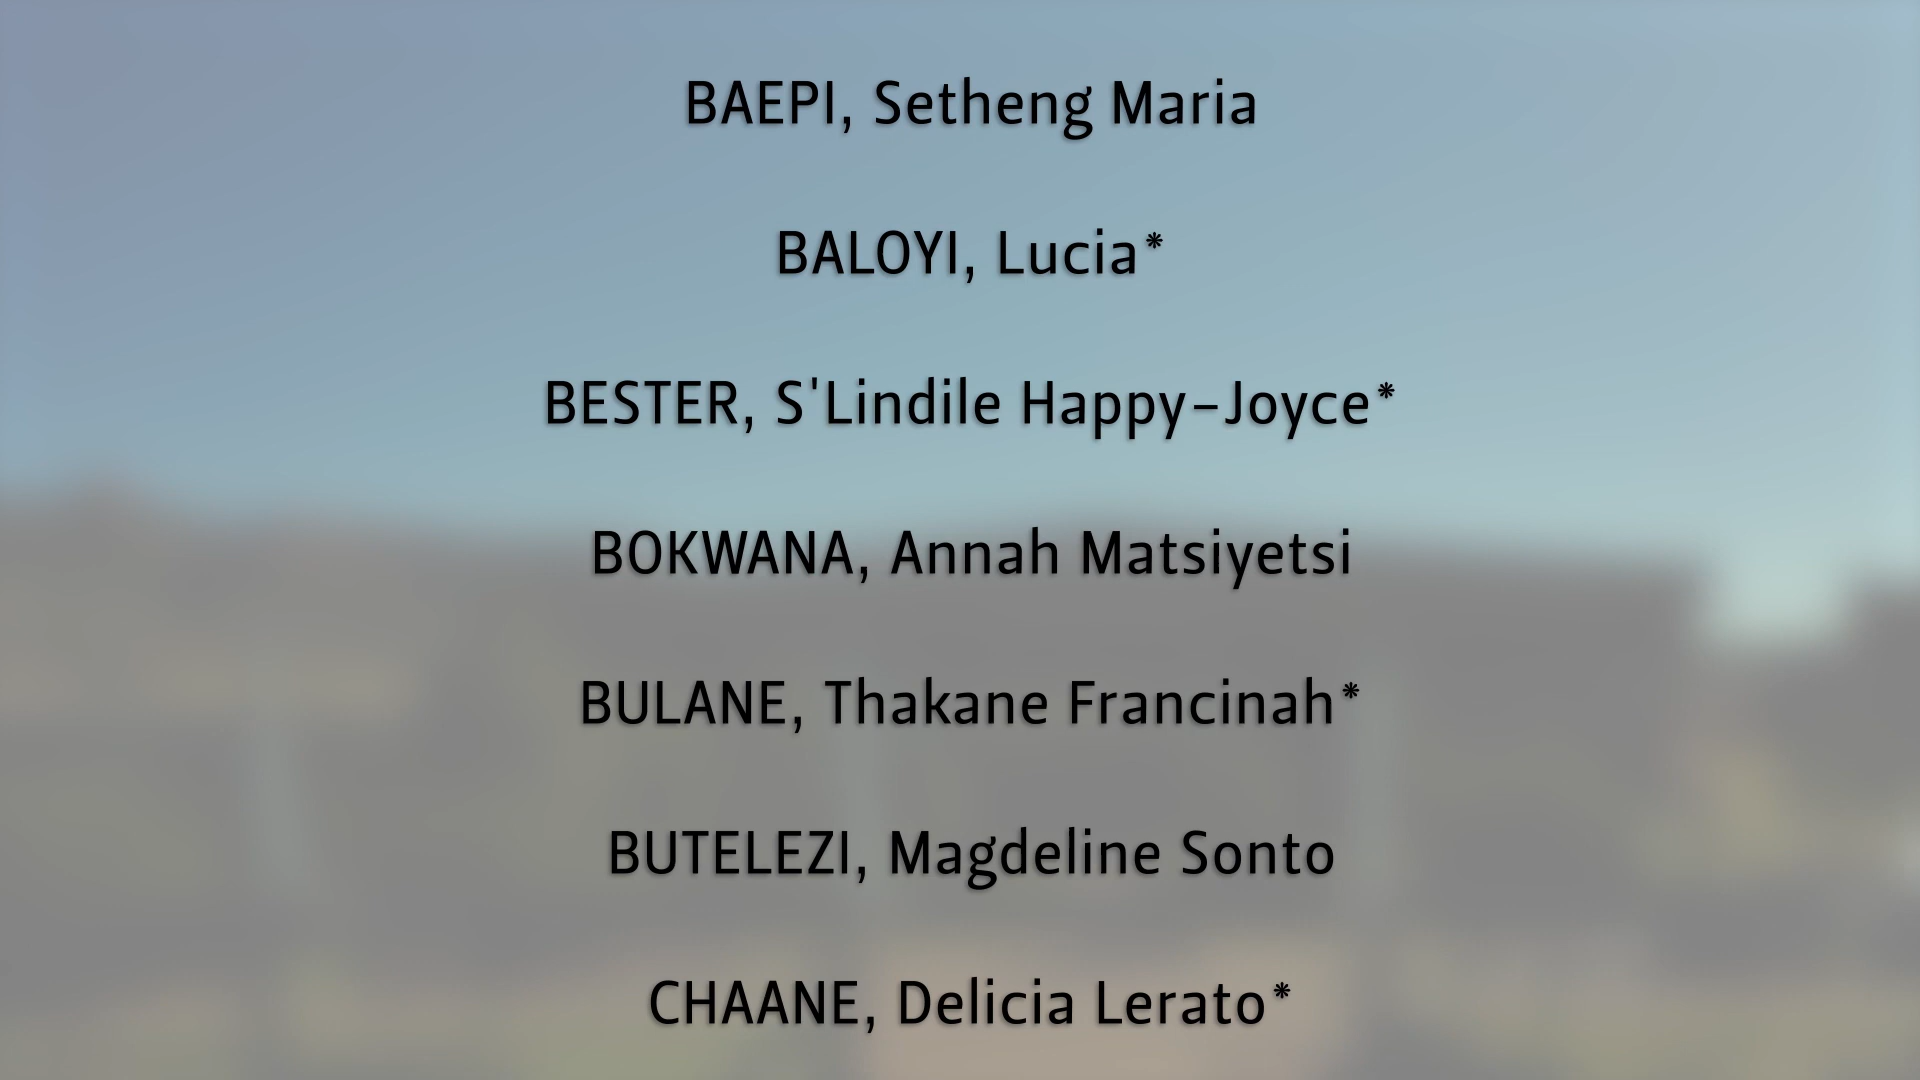 BAEPI, Setheng Maria
BALOYI, Lucia*
BESTER, S'Lindile Happy-Joyce*
BOKWANA, Annah Matsiyetsi
BULANE, Thakane Francinah*
BUTELEZI, Magdeline Sonto
CHAANE, Delicia Lerato*